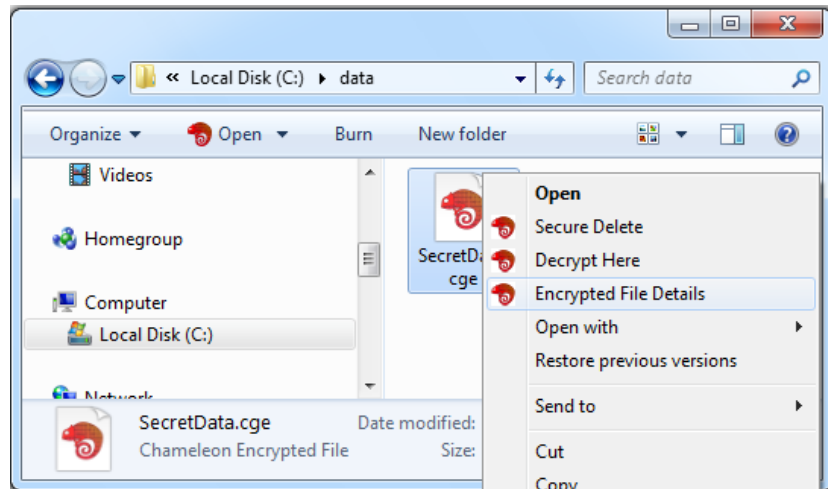 « Local Disk (C:) data
Search data
Organize Open Burn New folder
Videos
Homegroup
Computer
Local Disk (C:)
Network
cge
Open
Secure Delete
Decrypt Here
Encrypted File Details
Open with
Restore previous versions
Send to
Cut
Copy
SecretData.cge Date modified:
Chameleon Encrypted File Size: